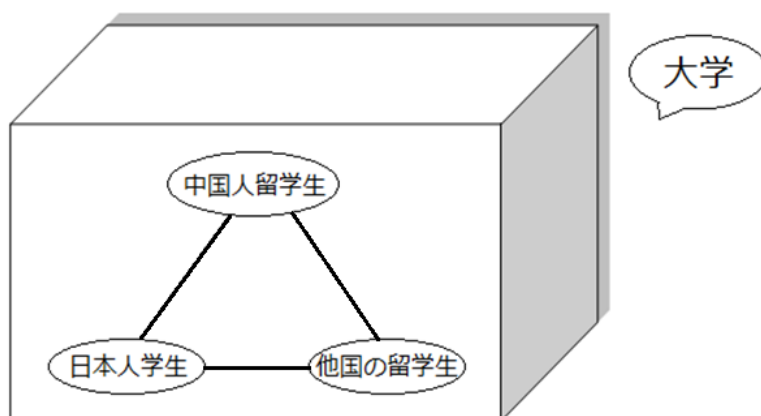 大学
中国人留学生
日本人学生
他国の留学生